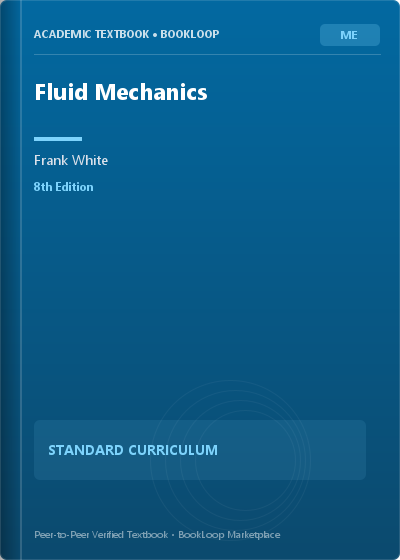 ACADEMIC TEXTBOOK • BOOKLOOP
ME
Fluid Mechanics
Frank White
8th Edition
STANDARD CURRICULUM
Peer-to-Peer Verified Textbook • BookLoop Marketplace